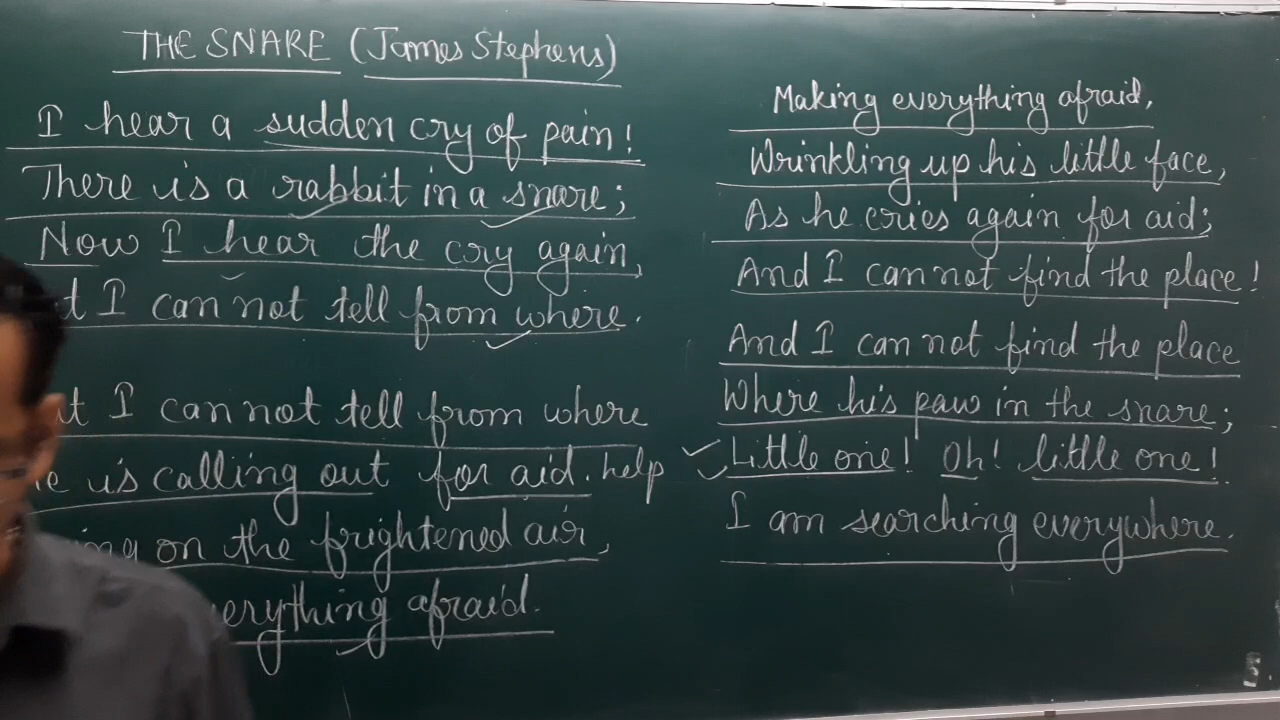 THE SNARE (James Stephens)
I hear a sudden cry of pain!
There is a rabbit in a snare;
Now I hear the cry again,
t I can not tell from where.
t I can not tell from where
e is calling out for aid. help
ing on the frightened air,
erything afraid.
Making everything afraid,
Wrinkling up his little face,
As he cries again for aid;
And I can not find the place!
And I can not find the place
Where his paw in the snare;
Little one! Oh! little one!
I am searching everywhere.